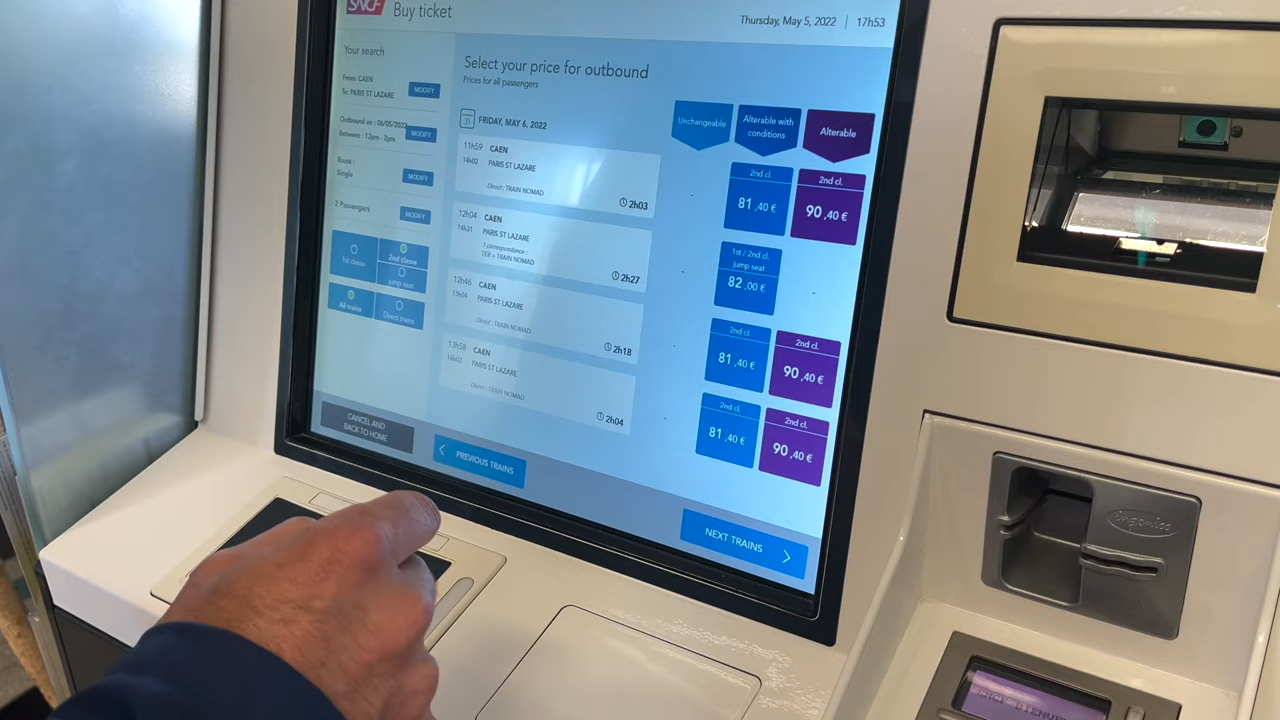 SNCF
Buy ticket
Thursday, May 5, 2022 | 17h53
Your search
From: CAEN
To: PARIS ST LAZARE
MODIFY
Outbound on : 06/05/2022
Between : 12pm - 2pm
MODIFY
Route :
Single
MODIFY
2 Passengers
MODIFY
1st classe
2nd classe
jump seat
All trains
Direct trains
CANCEL AND
BACK TO HOME
Select your price for outbound
Prices for all passengers
31
FRIDAY, MAY 6, 2022
Unchangeable
Alterable with
conditions
Alterable
11h59 CAEN
14h02 PARIS ST LAZARE
Direct : TRAIN NOMAD
2h03
2nd cl.
81,40 €
2nd cl.
90,40 €
12h04 CAEN
14h31 PARIS ST LAZARE
1 correspondance :
TER > TRAIN NOMAD
2h27
1st / 2nd cl.
jump seat
82,00 €
12h46 CAEN
15h04 PARIS ST LAZARE
Direct : TRAIN NOMAD
2h18
2nd cl.
81,40 €
2nd cl.
90,40 €
13h58 CAEN
16h02 PARIS ST LAZARE
Direct : TRAIN NOMAD
2h04
2nd cl.
81,40 €
2nd cl.
90,40 €
PREVIOUS TRAINS
NEXT TRAINS
ingenico
SNCF BIENVENU